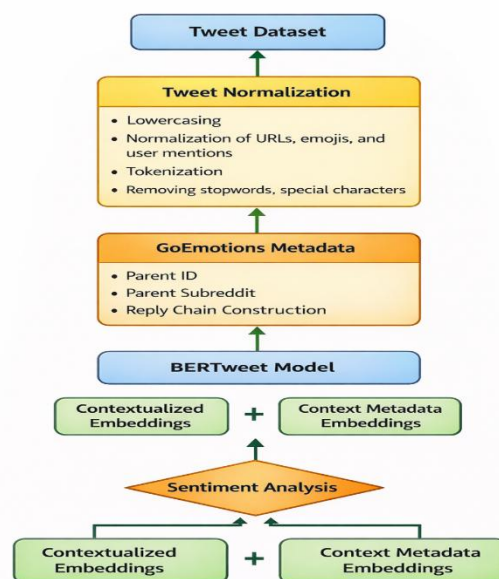 Tweet Dataset
Tweet Normalization
• Lowercasing
• Normalization of URLs, emojis, and
user mentions
• Tokenization
• Removing stopwords, special characters
GoEmotions Metadata
• Parent ID
• Parent Subreddit
• Reply Chain Construction
BERTweet Model
Contextualized
Embeddings
+
Context Metadata
Embeddings
Sentiment Analysis
Contextualized
Embeddings
+
Context Metadata
Embeddings